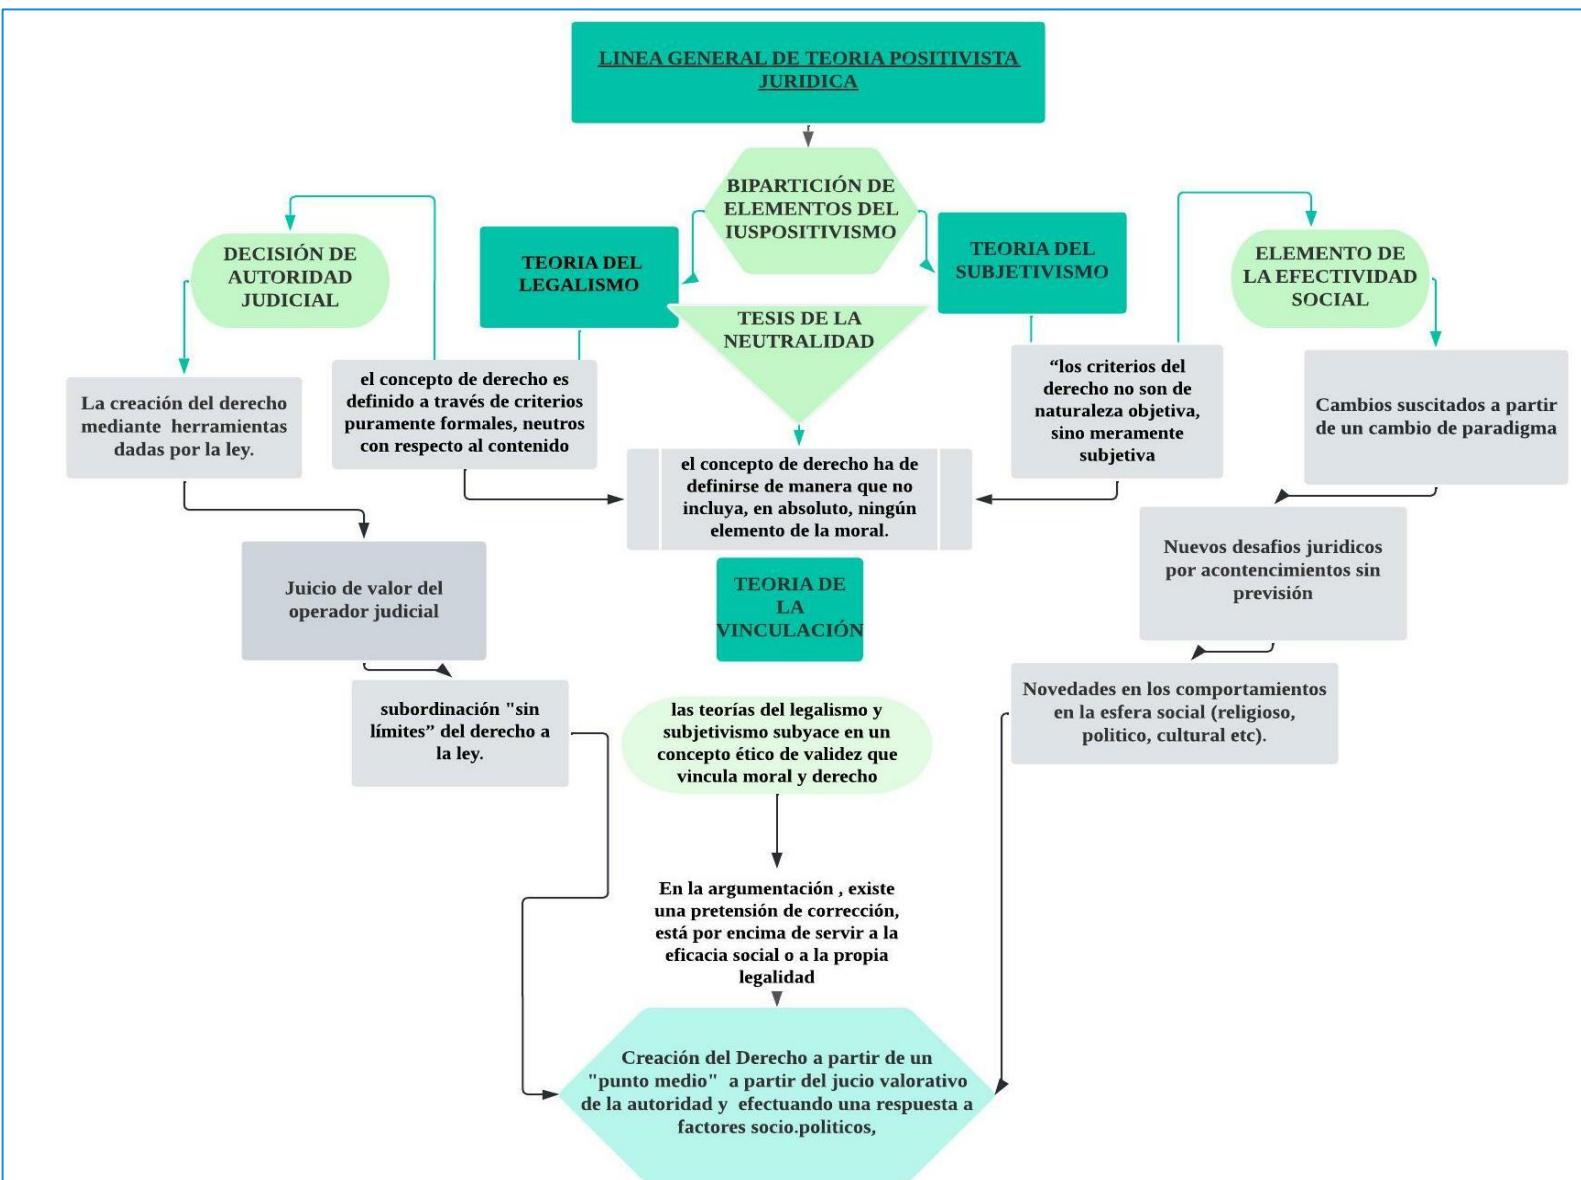 LINEA GENERAL DE TEORIA POSITIVISTA
JURIDICA
BIPARTICIÓN DE
ELEMENTOS DEL
IUSPOSITIVISMO
DECISIÓN DE
AUTORIDAD
JUDICIAL
TEORIA DEL
LEGALISMO
TEORIA DEL
SUBJETIVISMO
ELEMENTO DE
LA EFECTIVIDAD
SOCIAL
TESIS DE LA
NEUTRALIDAD
La creación del derecho
mediante herramientas
dadas por la ley.
el concepto de derecho es
definido a través de criterios
puramente formales, neutros
con respecto al contenido
“los criterios del
derecho no son de
naturaleza objetiva,
sino meramente
subjetiva
Cambios suscitados a partir
de un cambio de paradigma
el concepto de derecho ha de
definirse de manera que no
incluya, en absoluto, ningún
elemento de la moral.
Juicio de valor del
operador judicial
TEORIA DE
LA
VINCULACIÓN
Nuevos desafios juridicos
por acontencimientos sin
previsión
subordinación "sin
límites” del derecho a
la ley.
las teorías del legalismo y
subjetivismo subyace en un
concepto ético de validez que
vincula moral y derecho
Novedades en los comportamientos
en la esfera social (religioso,
politico, cultural etc).
En la argumentación , existe
una pretensión de corrección,
está por encima de servir a la
eficacia social o a la propia
legalidad
Creación del Derecho a partir de un
"punto medio" a partir del jucio valorativo
de la autoridad y efectuando una respuesta a
factores socio.politicos,